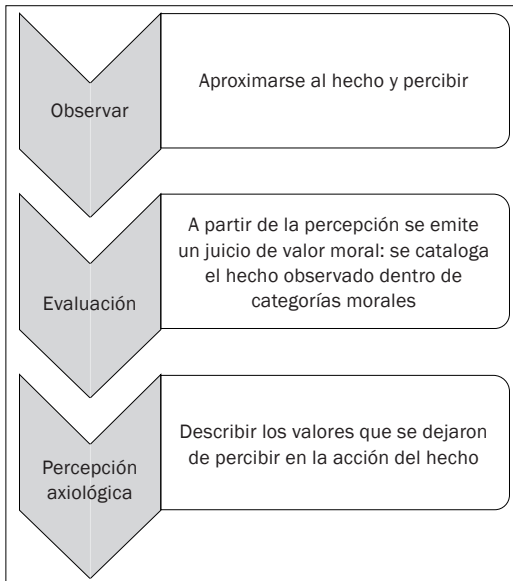 Observar
Aproximarse al hecho y percibir
Evaluación
A partir de la percepción se emite
un juicio de valor moral: se cataloga
el hecho observado dentro de
categorías morales
Percepción
axiológica
Describir los valores que se dejaron
de percibir en la acción del hecho